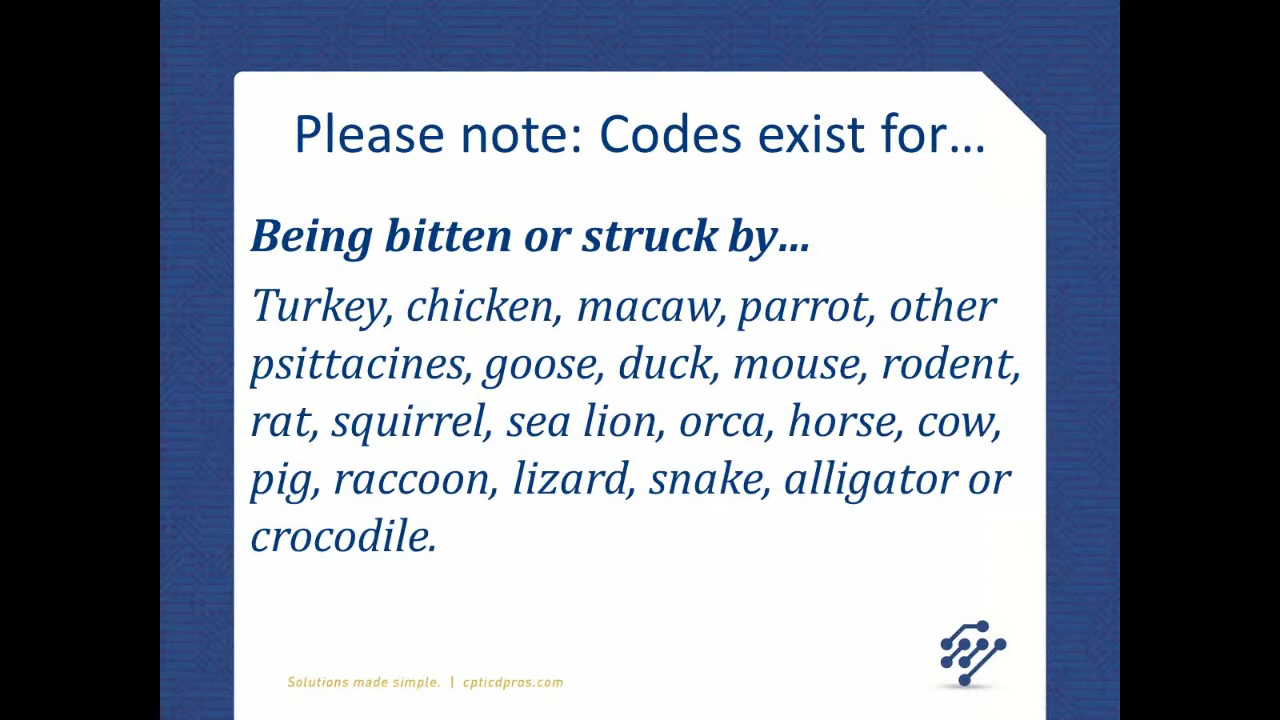 Please note: Codes exist for...
Being bitten or struck by...
Turkey, chicken, macaw, parrot, other
psittacines, goose, duck, mouse, rodent,
rat, squirrel, sea lion, orca, horse, cow,
pig, raccoon, lizard, snake, alligator or
crocodile.
Solutions made simple. | cpticdpros.com